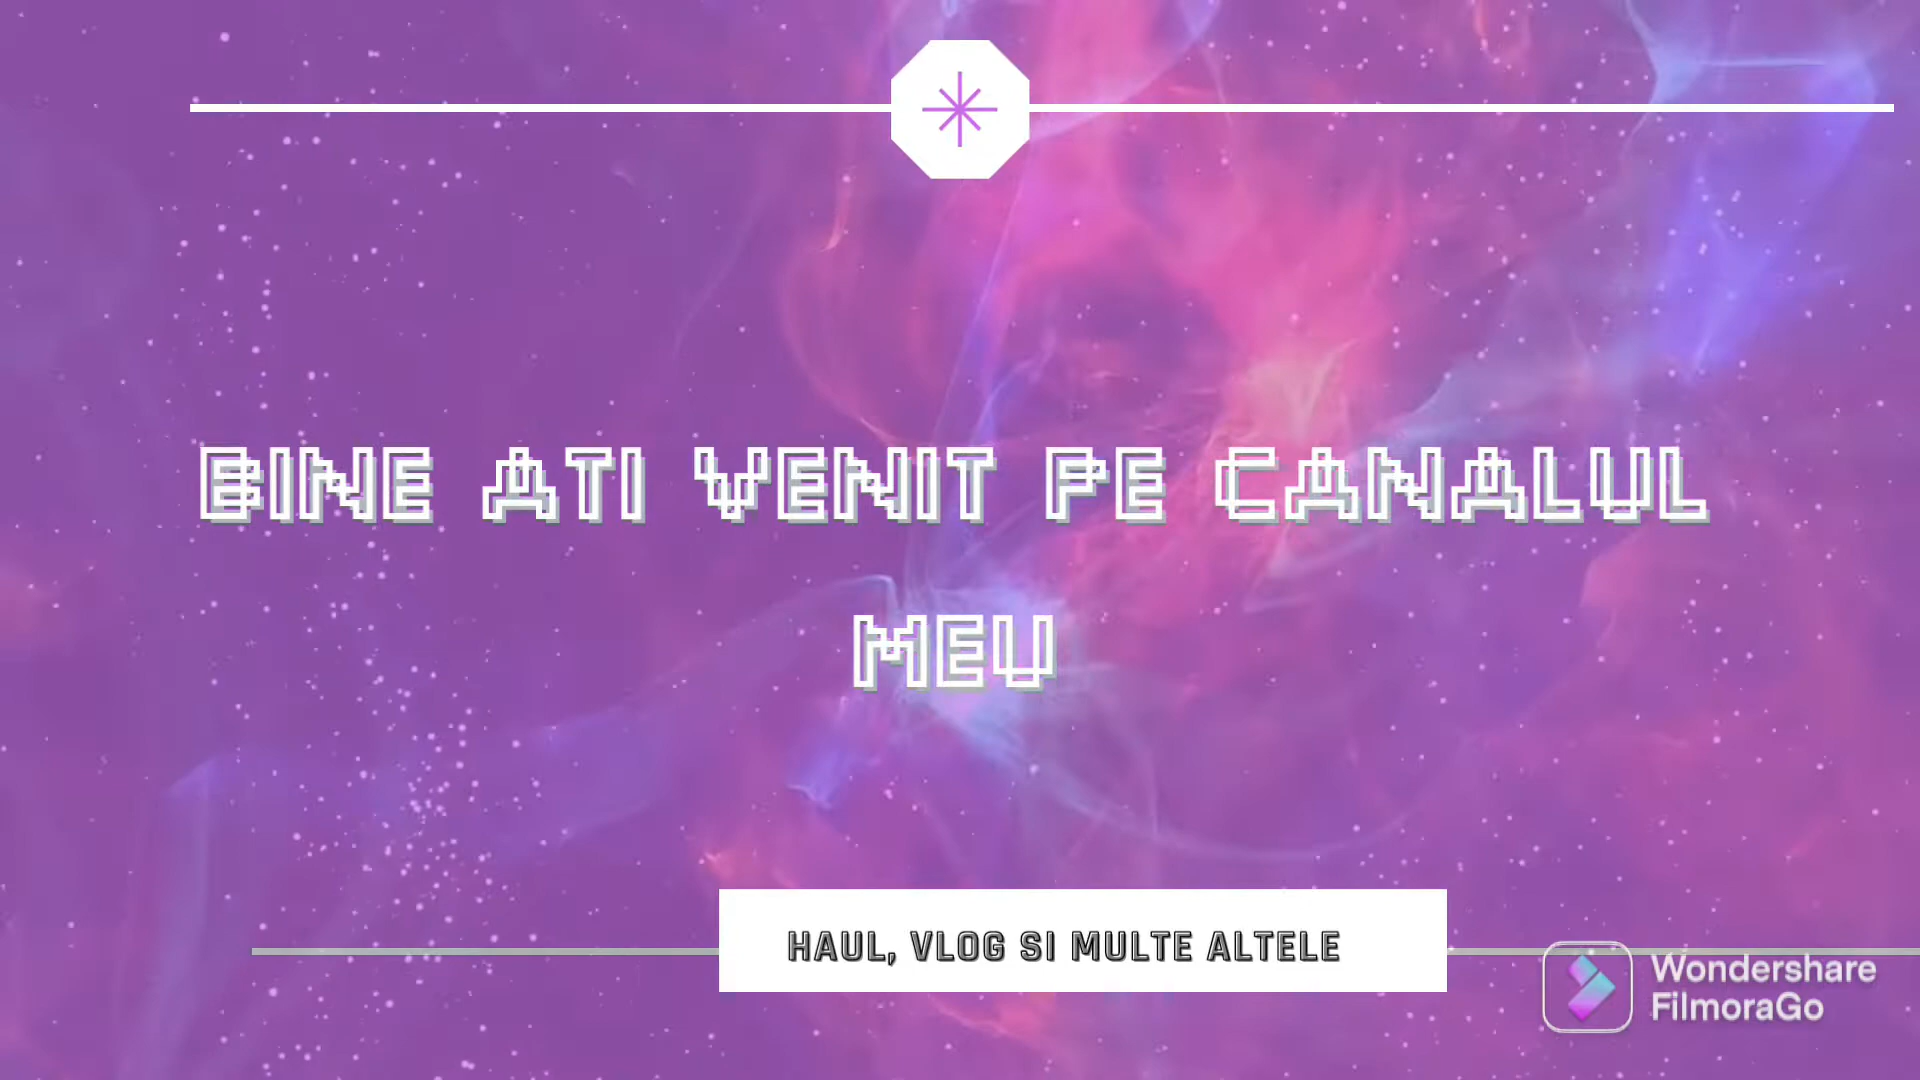 BINE ATI VENIT PE CANALUL
MEU
HAUL, VLOG SI MULTE ALTELE
Wondershare
FilmoraGo